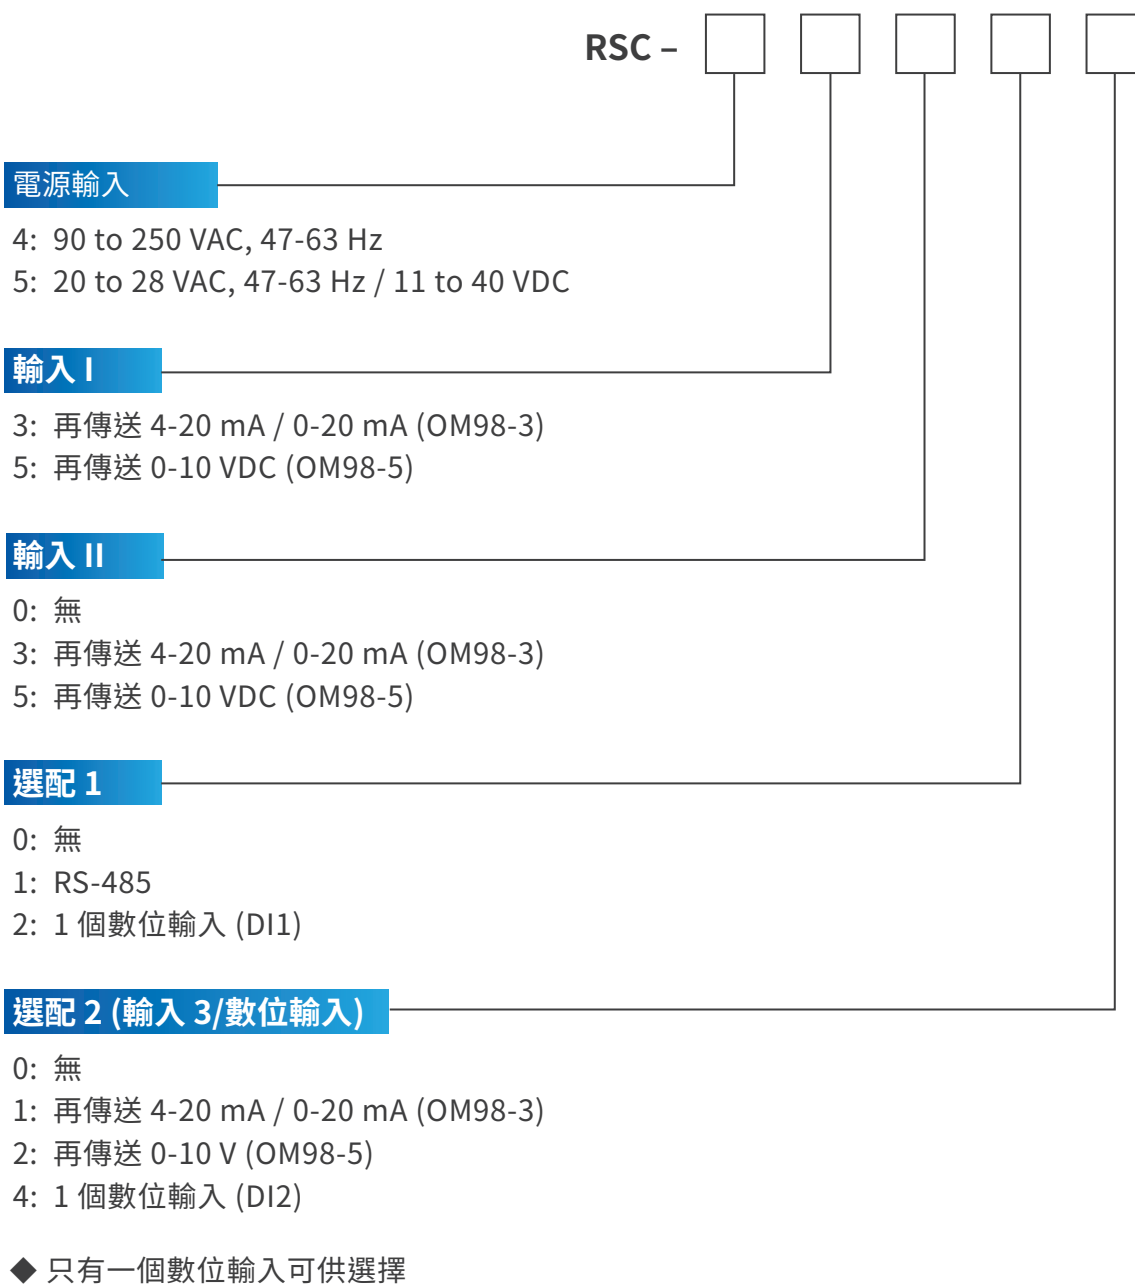 RSC –
電源輸入
4: 90 to 250 VAC, 47-63 Hz
5: 20 to 28 VAC, 47-63 Hz / 11 to 40 VDC
輸入 I
3: 再傳送 4-20 mA / 0-20 mA (OM98-3)
5: 再傳送 0-10 VDC (OM98-5)
輸入 II
0: 無
3: 再傳送 4-20 mA / 0-20 mA (OM98-3)
5: 再傳送 0-10 VDC (OM98-5)
選配 1
0: 無
1: RS-485
2: 1 個數位輸入 (DI1)
選配 2 (輸入 3/數位輸入)
0: 無
1: 再傳送 4-20 mA / 0-20 mA (OM98-3)
2: 再傳送 0-10 V (OM98-5)
4: 1 個數位輸入 (DI2)
◆ 只有一個數位輸入可供選擇